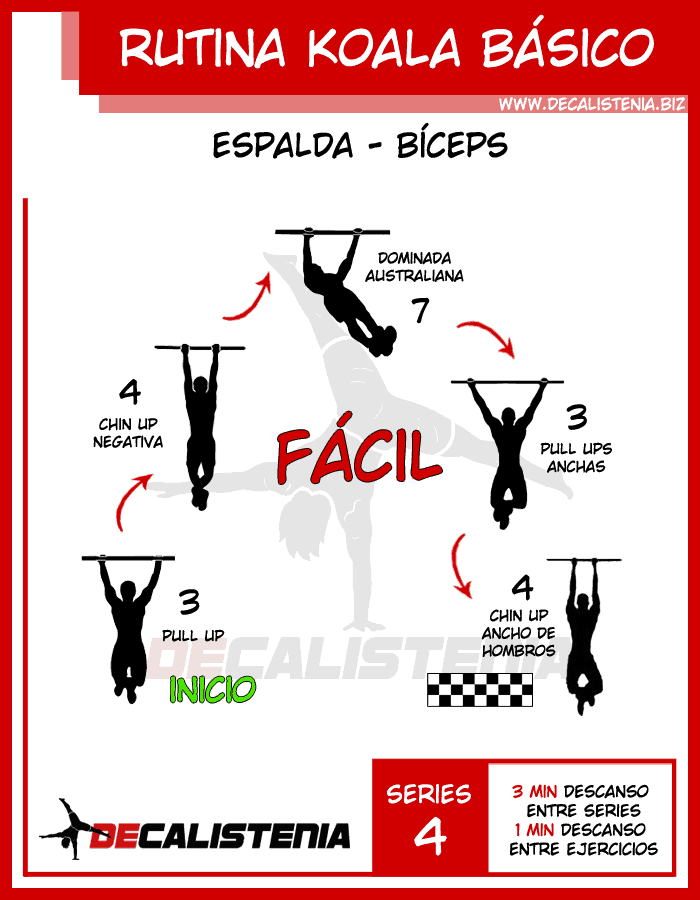 RUTINA KOALA BÁSICO
WWW.DECALISTENIA.BIZ
ESPALDA - BÍCEPS
DOMINADA
AUSTRALIANA
7
4
CHIN UP
NEGATIVA
3
PULL UPS
ANCHAS
FÁCIL
3
PULL UP
INICIO
4
CHIN UP
ANCHO DE
HOMBROS
DECALISTENIA
DECALISTENIA
SERIES
4
3 MIN DESCANSO
ENTRE SERIES
1 MIN DESCANSO
ENTRE EJERCICIOS